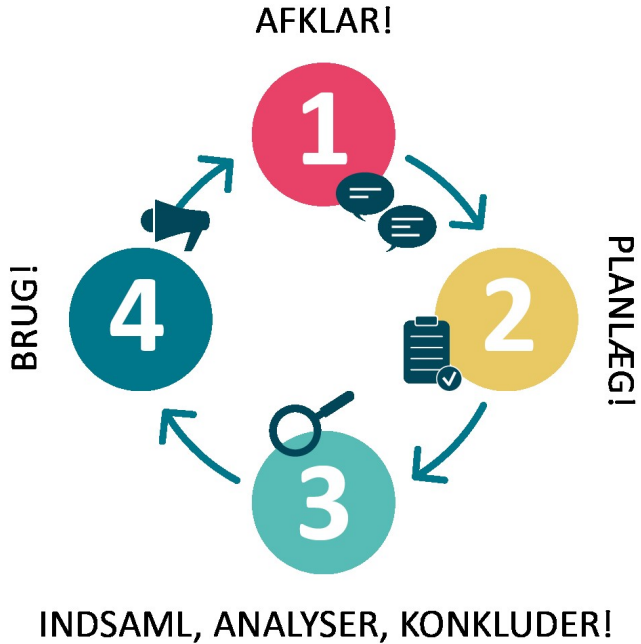 AFKLAR!
1
2
PLANLÆG!
3
INDSAML, ANALYSER, KONKLUDER!
4
BRUG!